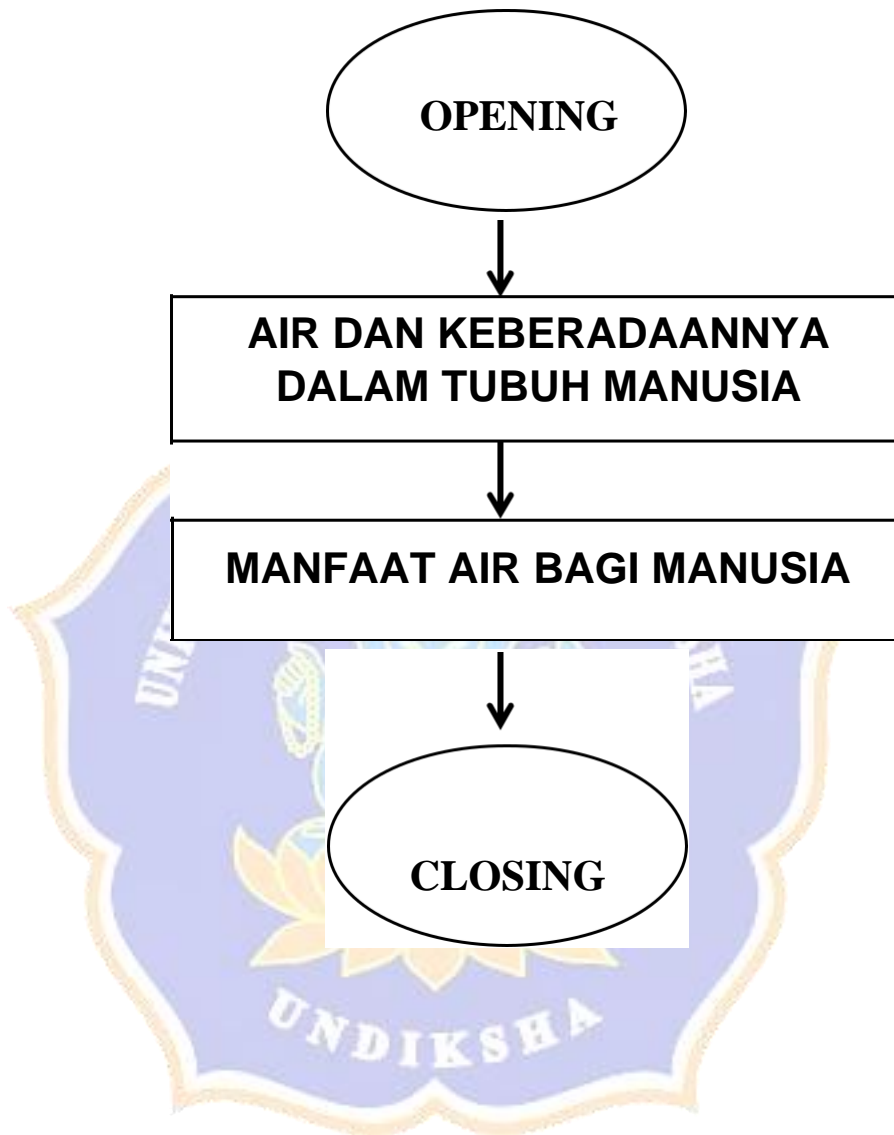 OPENING
AIR DAN KEBERADAANNYA
DALAM TUBUH MANUSIA
MANFAAT AIR BAGI MANUSIA
CLOSING
UNDIKSHA